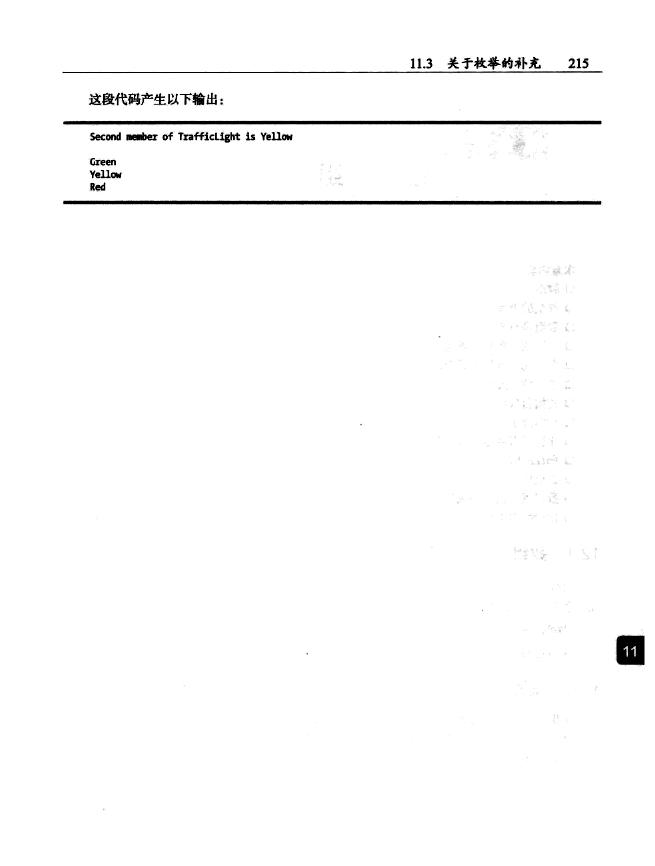 11.3 关于枚举的补充 215
这段代码产生以下输出：
Second member of TrafficLight is Yellow
Green
Yellow
Red
11